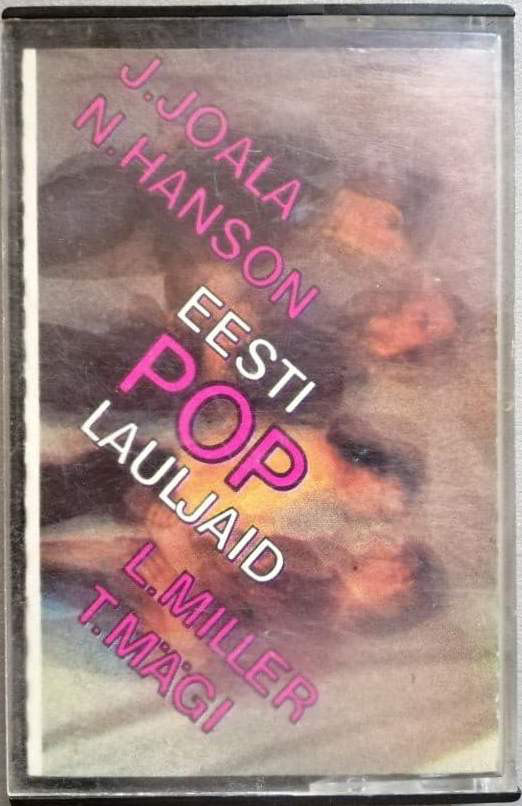 J.JOALA
N.HANSON
EESTI
POP
LAULJAID
L.MILLER
T.MÄGI